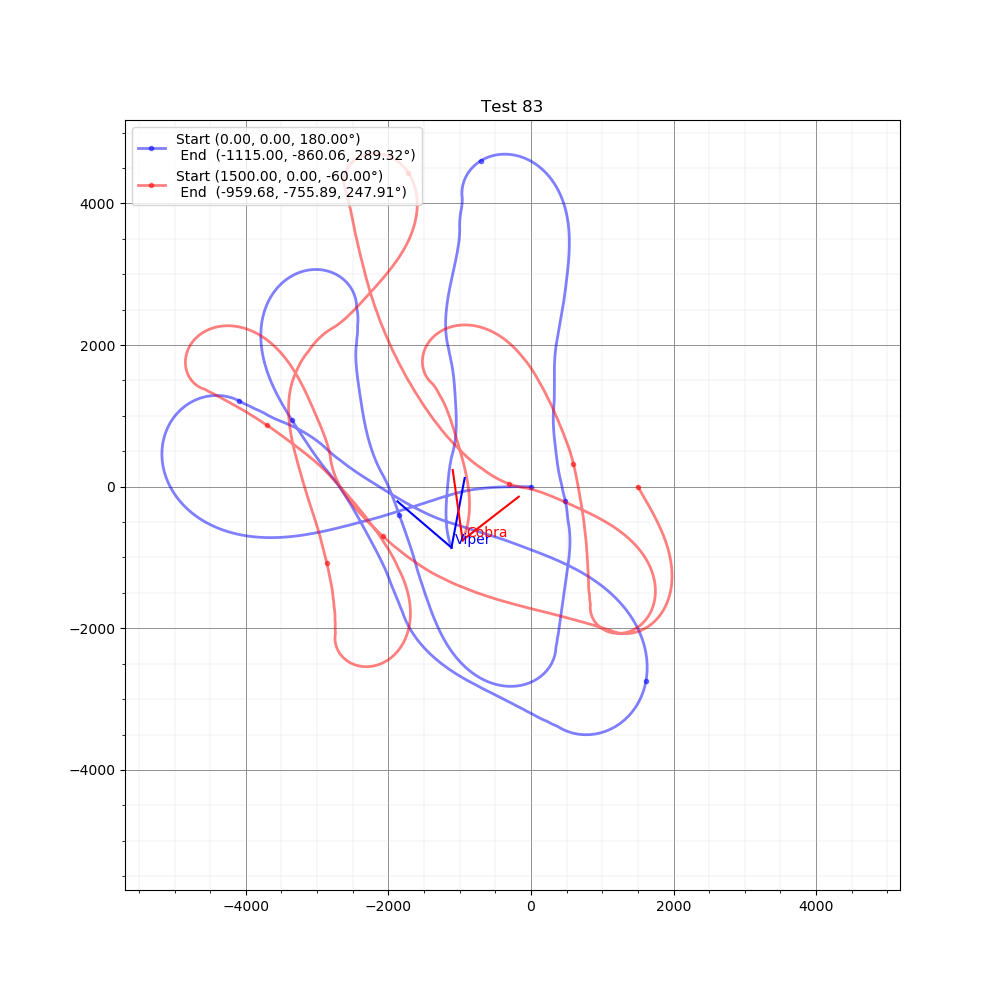 Test 83
Start (0.00, 0.00, 180.00°)
End (-1115.00, -860.06, 289.32°)
Start (1500.00, 0.00, -60.00°)
End (-959.68, -755.89, 247.91°)
4000
2000
0
−2000
−4000
Cobra
Viper
−4000 −2000 0 2000 4000